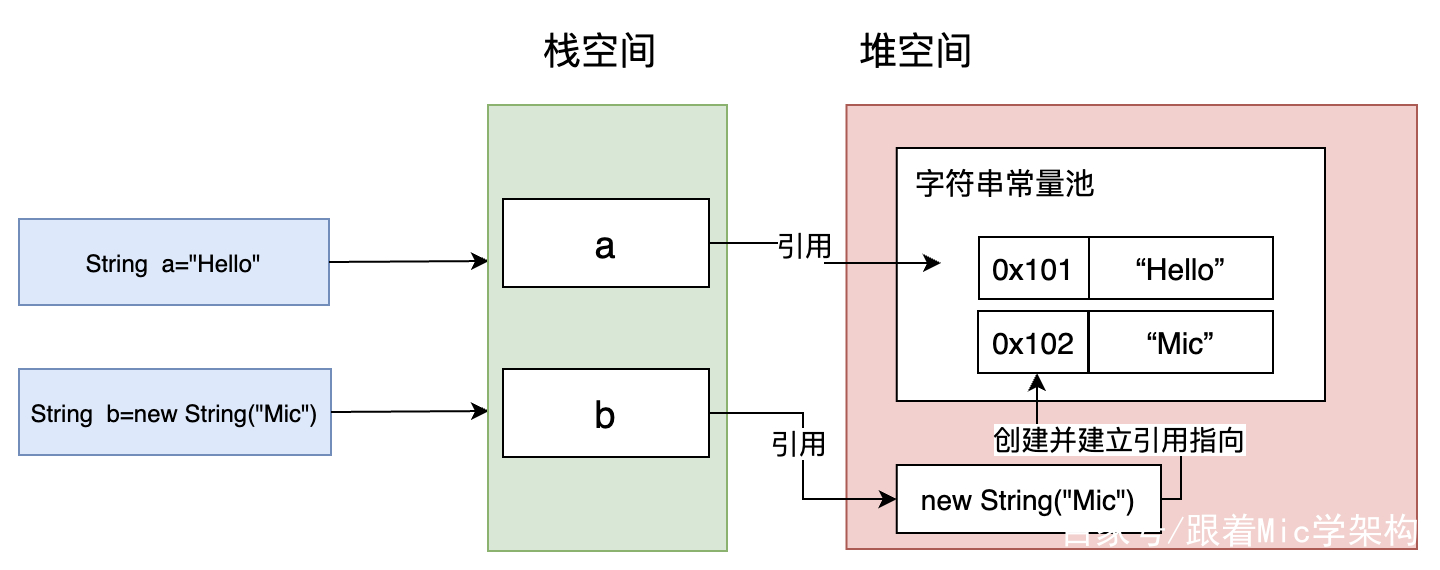 栈空间
堆空间
字符串常量池
String a="Hello"
a
引用
0x101
“Hello”
0x102
“Mic”
String b=new String("Mic")
b
引用
创建并建立引用指向
new String("Mic")
百家号/跟着Mic学架构